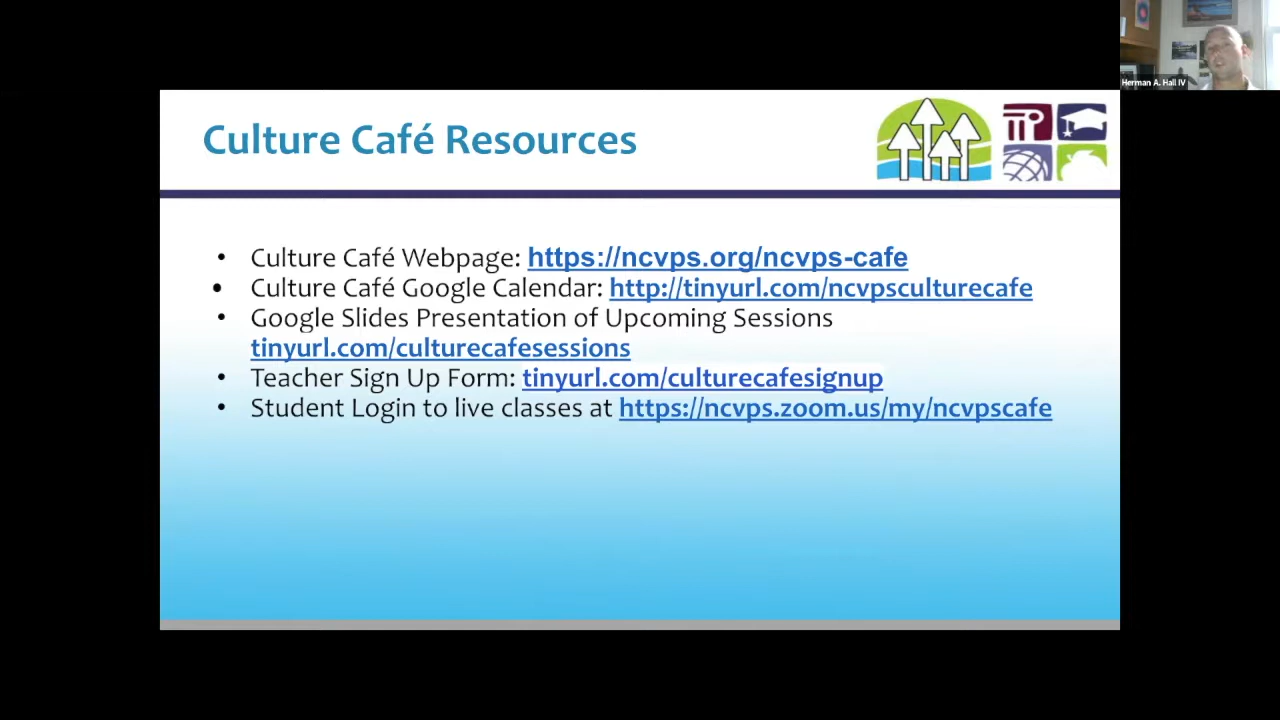 Herman A. Hall IV
Culture Café Resources
• Culture Café Webpage: https://ncvps.org/ncvps-cafe
• Culture Café Google Calendar: http://tinyurl.com/ncvpsculturecafe
• Google Slides Presentation of Upcoming Sessions
tinyurl.com/culturecafesessions
• Teacher Sign Up Form: tinyurl.com/culturecafesignup
• Student Login to live classes at https://ncvps.zoom.us/my/ncvpscafe